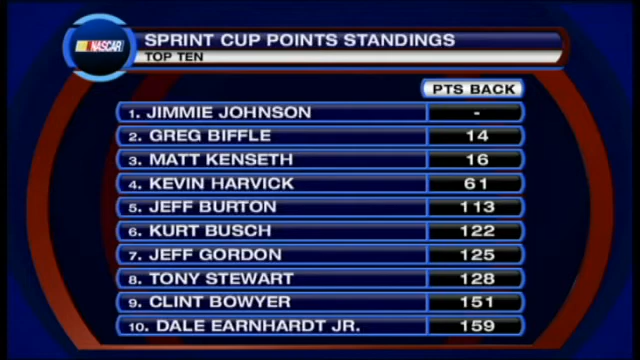 NASCAR
SPRINT CUP POINTS STANDINGS
TOP TEN
PTS BACK
1. JIMMIE JOHNSON -
2. GREG BIFFLE 14
3. MATT KENSETH 16
4. KEVIN HARVICK 61
5. JEFF BURTON 113
6. KURT BUSCH 122
7. JEFF GORDON 125
8. TONY STEWART 128
9. CLINT BOWYER 151
10. DALE EARNHARDT JR. 159